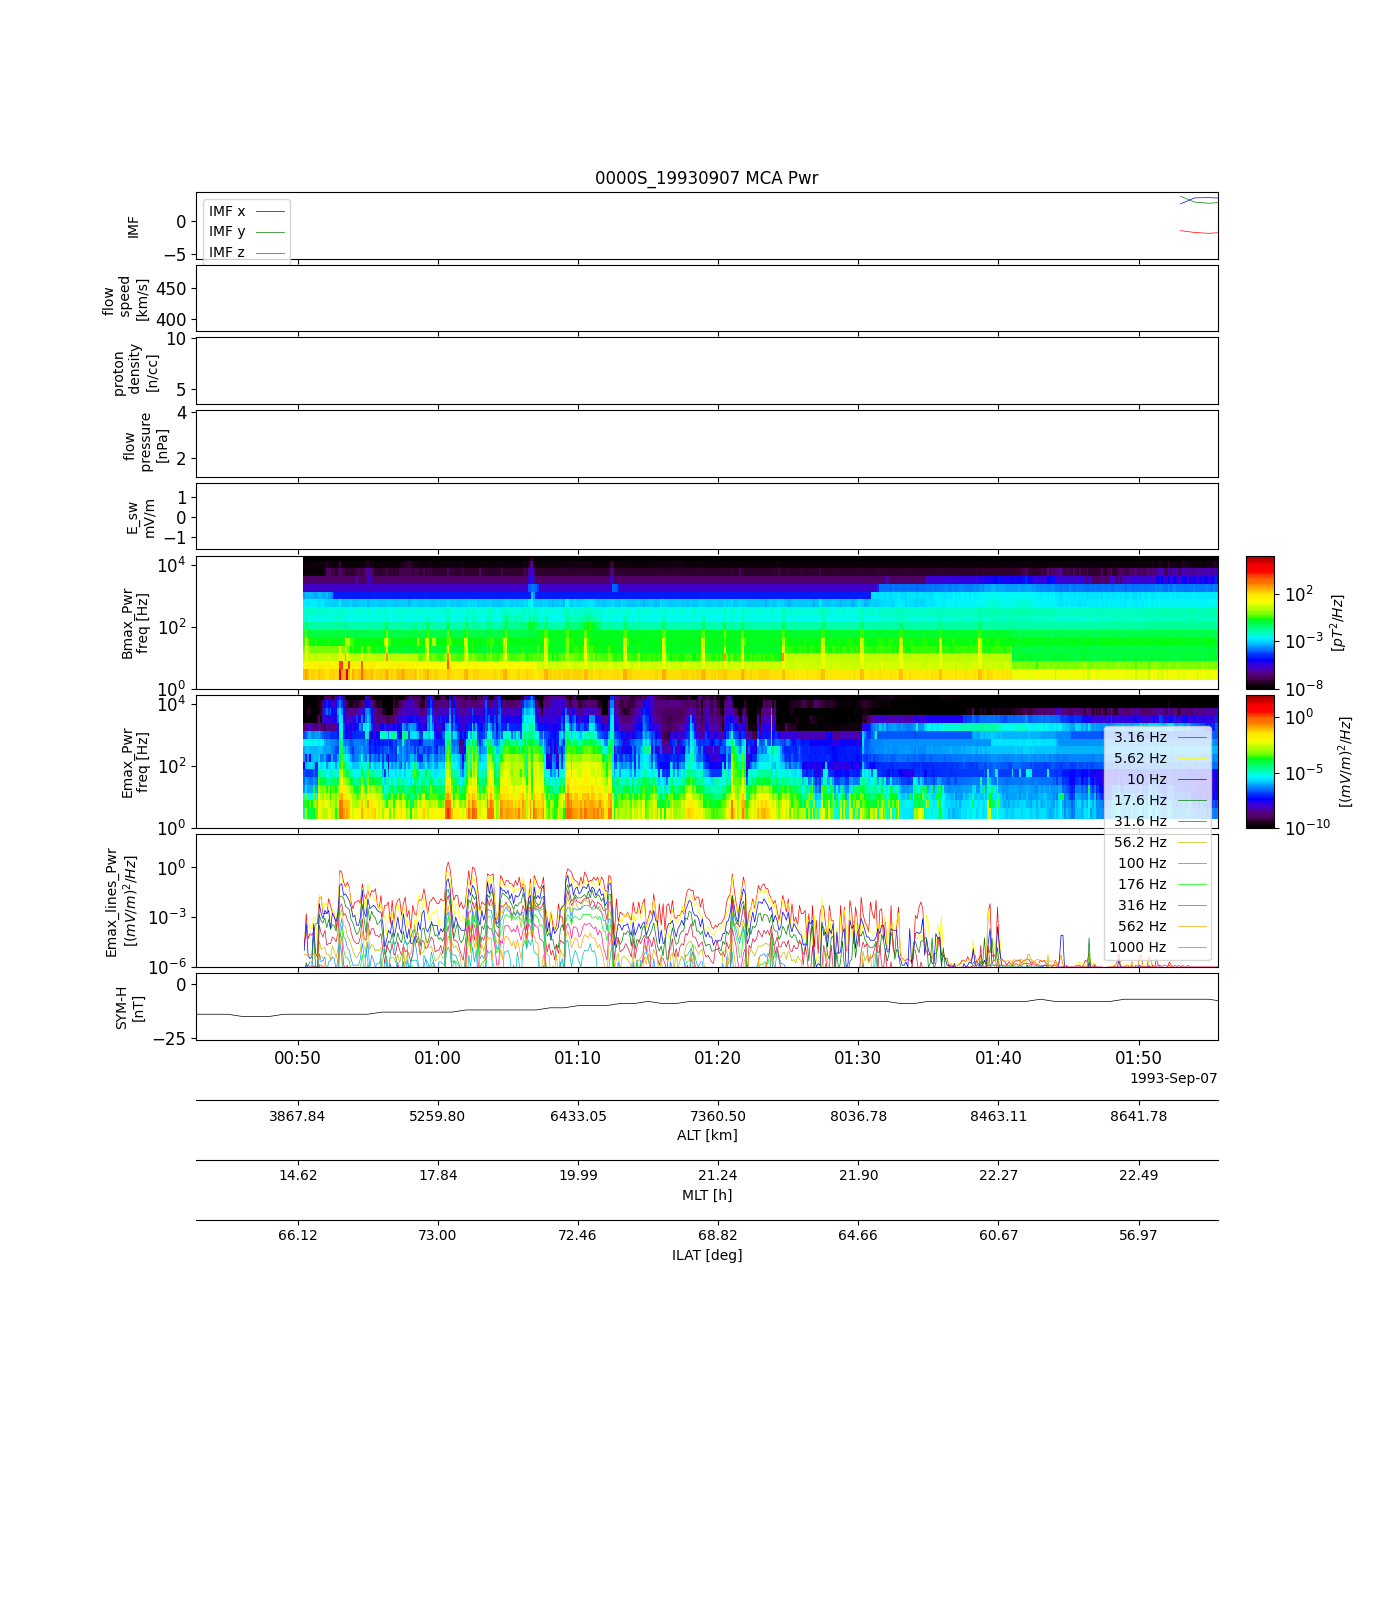 0000S_19930907 MCA Pwr
IMF
0
−5
IMF x
IMF y
IMF z
flow
speed
[km/s]
450
400
proton
density
[n/cc]
10
5
flow
pressure
[nPa]
4
2
E_sw
mV/m
1
0
−1
Bmax_Pwr
freq [Hz]
10^4
10^2
10^0
10^2
10^−3
10^−8
[pT^2/Hz]
Emax_Pwr
freq [Hz]
10^4
10^2
10^0
10^0
10^−5
10^−10
[(mV/m)^2/Hz]
3.16 Hz
5.62 Hz
10 Hz
17.6 Hz
31.6 Hz
56.2 Hz
100 Hz
176 Hz
316 Hz
562 Hz
1000 Hz
Emax_lines_Pwr
[(mV/m)^2/Hz]
10^0
10^−3
10^−6
SYM-H
[nT]
0
−25
00:50 01:00 01:10 01:20 01:30 01:40 01:50
1993-Sep-07
3867.84 5259.80 6433.05 7360.50 8036.78 8463.11 8641.78
ALT [km]
14.62 17.84 19.99 21.24 21.90 22.27 22.49
MLT [h]
66.12 73.00 72.46 68.82 64.66 60.67 56.97
ILAT [deg]